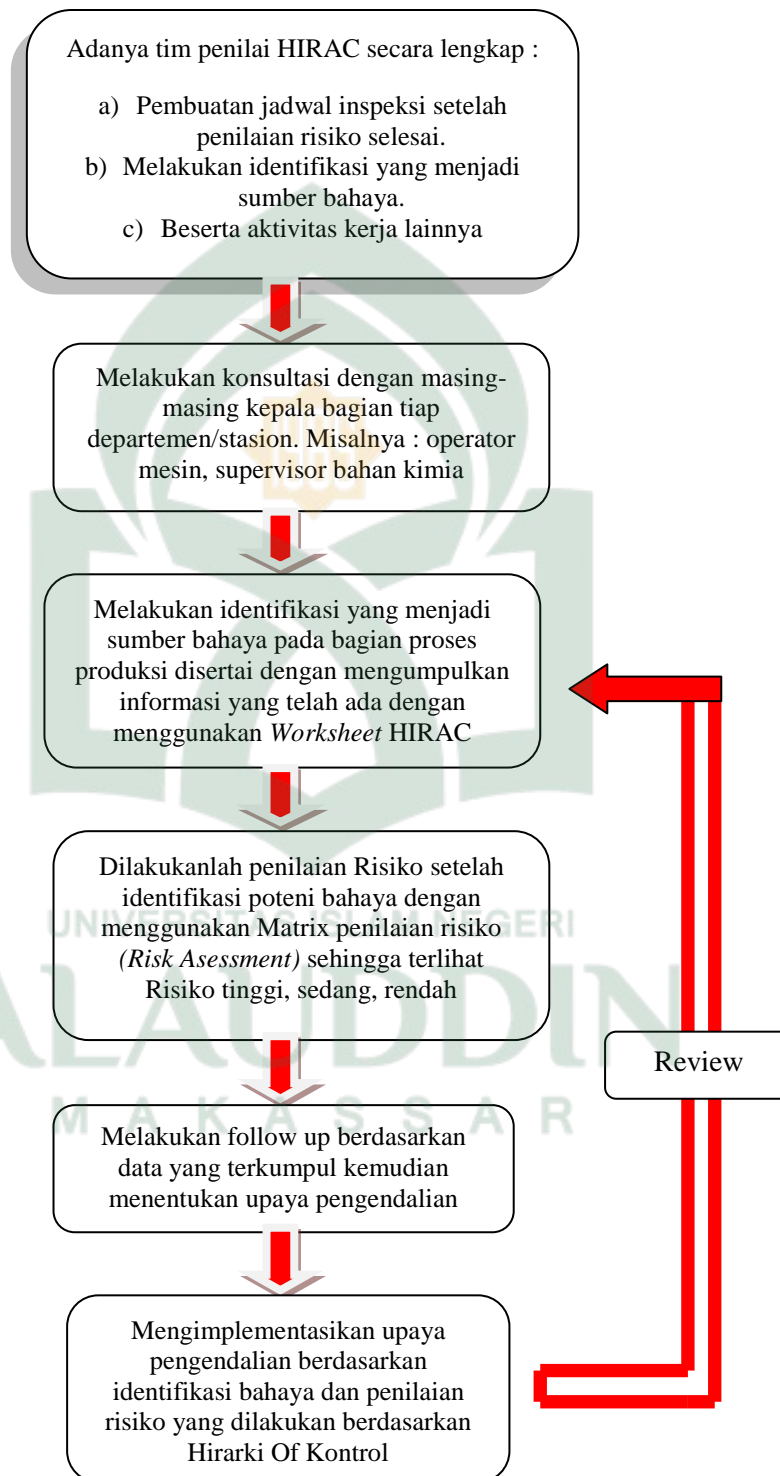 Adanya tim penilai HIRAC secara lengkap :
a) Pembuatan jadwal inspeksi setelah
penilaian risiko selesai.
b) Melakukan identifikasi yang menjadi
sumber bahaya.
c) Beserta aktivitas kerja lainnya
Melakukan konsultasi dengan masing-
masing kepala bagian tiap
departemen/stasion. Misalnya : operator
mesin, supervisor bahan kimia
Melakukan identifikasi yang menjadi
sumber bahaya pada bagian proses
produksi disertai dengan mengumpulkan
informasi yang telah ada dengan
menggunakan Worksheet HIRAC
Dilakukanlah penilaian Risiko setelah
identifikasi poteni bahaya dengan
menggunakan Matrix penilaian risiko
(Risk Asessment) sehingga terlihat
Risiko tinggi, sedang, rendah
UNIVERSITAS ISLAM NEGERI
ALAUDDIN
MAKASSAR
Review
Melakukan follow up berdasarkan
data yang terkumpul kemudian
menentukan upaya pengendalian
Mengimplementasikan upaya
pengendalian berdasarkan
identifikasi bahaya dan penilaian
risiko yang dilakukan berdasarkan
Hirarki Of Kontrol